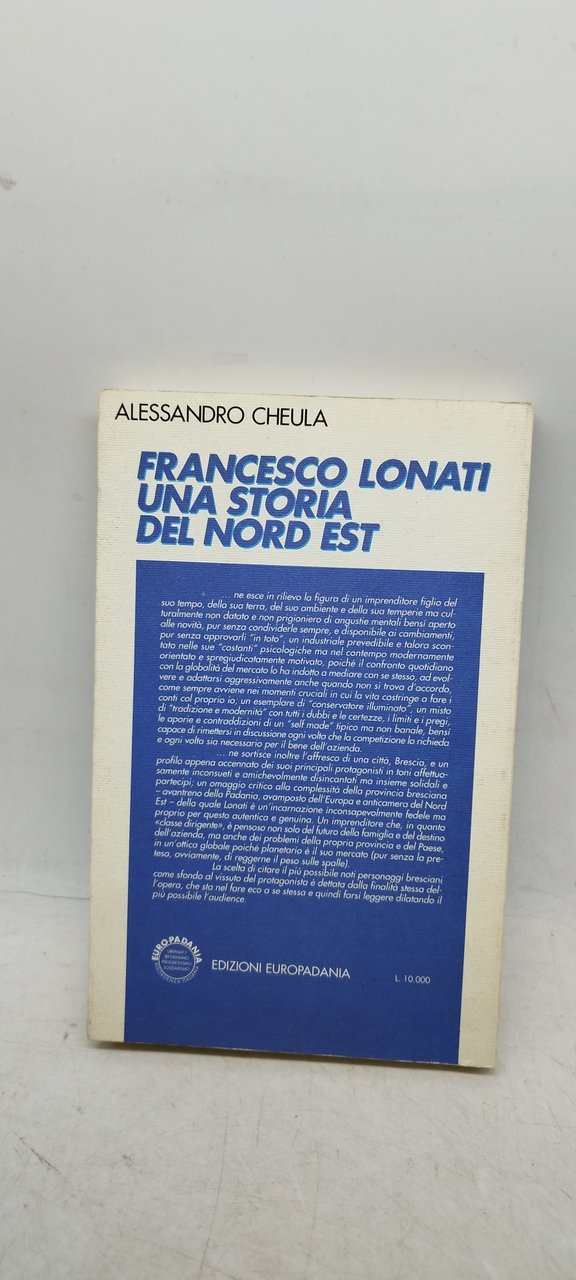 ALESSANDRO CHEULA
FRANCESCO LONATI
UNA STORIA
DEL NORD EST
... ne esce in rilievo la figura di un imprenditore figlio del
suo tempo, della sua terra, del suo ambiente e della sua temperie ma cul-
turalmente non datato e non prigioniero di angustie mentali bensì aperto
alle novità, pur senza condividerle sempre, e disponibile ai cambiamenti,
pur senza approvarli "in toto", un industriale prevedibile e talora scon-
tato nelle sue "costanti" psicologiche ma nel contempo modernamente
orientato e spregiudicatamente motivato, poiché il confronto quotidiano
con la globalità del mercato lo ha indotto a mediare con se stesso, ad evol-
vere e adattarsi aggressivamente anche quando non si trova d'accordo,
come sempre avviene nei momenti cruciali in cui la vita costringe a fare i
conti col proprio io, un esemplare di "conservatore illuminato", un misto
di "tradizione e modernità" con tutti i dubbi e le certezze, i limiti e i pregi,
le aporie e contraddizioni di un "self made" tipico ma non banale, bensì
capace di rimettersi in discussione ogni volta che la competizione lo richieda
e ogni volta sia necessario per il bene dell'azienda.
... ne sortisce inoltre l'affresco di una città, Brescia, e un
profilo appena accennato dei suoi principali protagonisti in toni affettuo-
samente inconsueti e amichevolmente disincantati ma insieme solidali e
partecipi; un omaggio critico alla complessità della provincia bresciana
– avantreno della Padania, avamposto dell'Europa e anticamera del Nord
Est – della quale Lonati è un'incarnazione inconsapevolmente fedele ma
proprio per questo autentica e genuina. Un imprenditore che, in quanto
«classe dirigente», è pensoso non solo del futuro della famiglia e del destino
dell'azienda, ma anche dei problemi della propria provincia e del Paese,
in un'ottica globale poiché planetario è il suo mercato (pur senza la pre-
tesa, ovviamente, di reggerne il peso sulle spalle).
La scelta di citare il più possibile noti personaggi bresciani
come sfondo al vissuto del protagonista è dettata dalla finalità stessa del-
l'opera, che sta nel fare eco a se stessa e quindi farsi leggere dilatando il
più possibile l'audience.
EUROPADANIA
EDIZIONI EUROPADANIA
L. 10.000